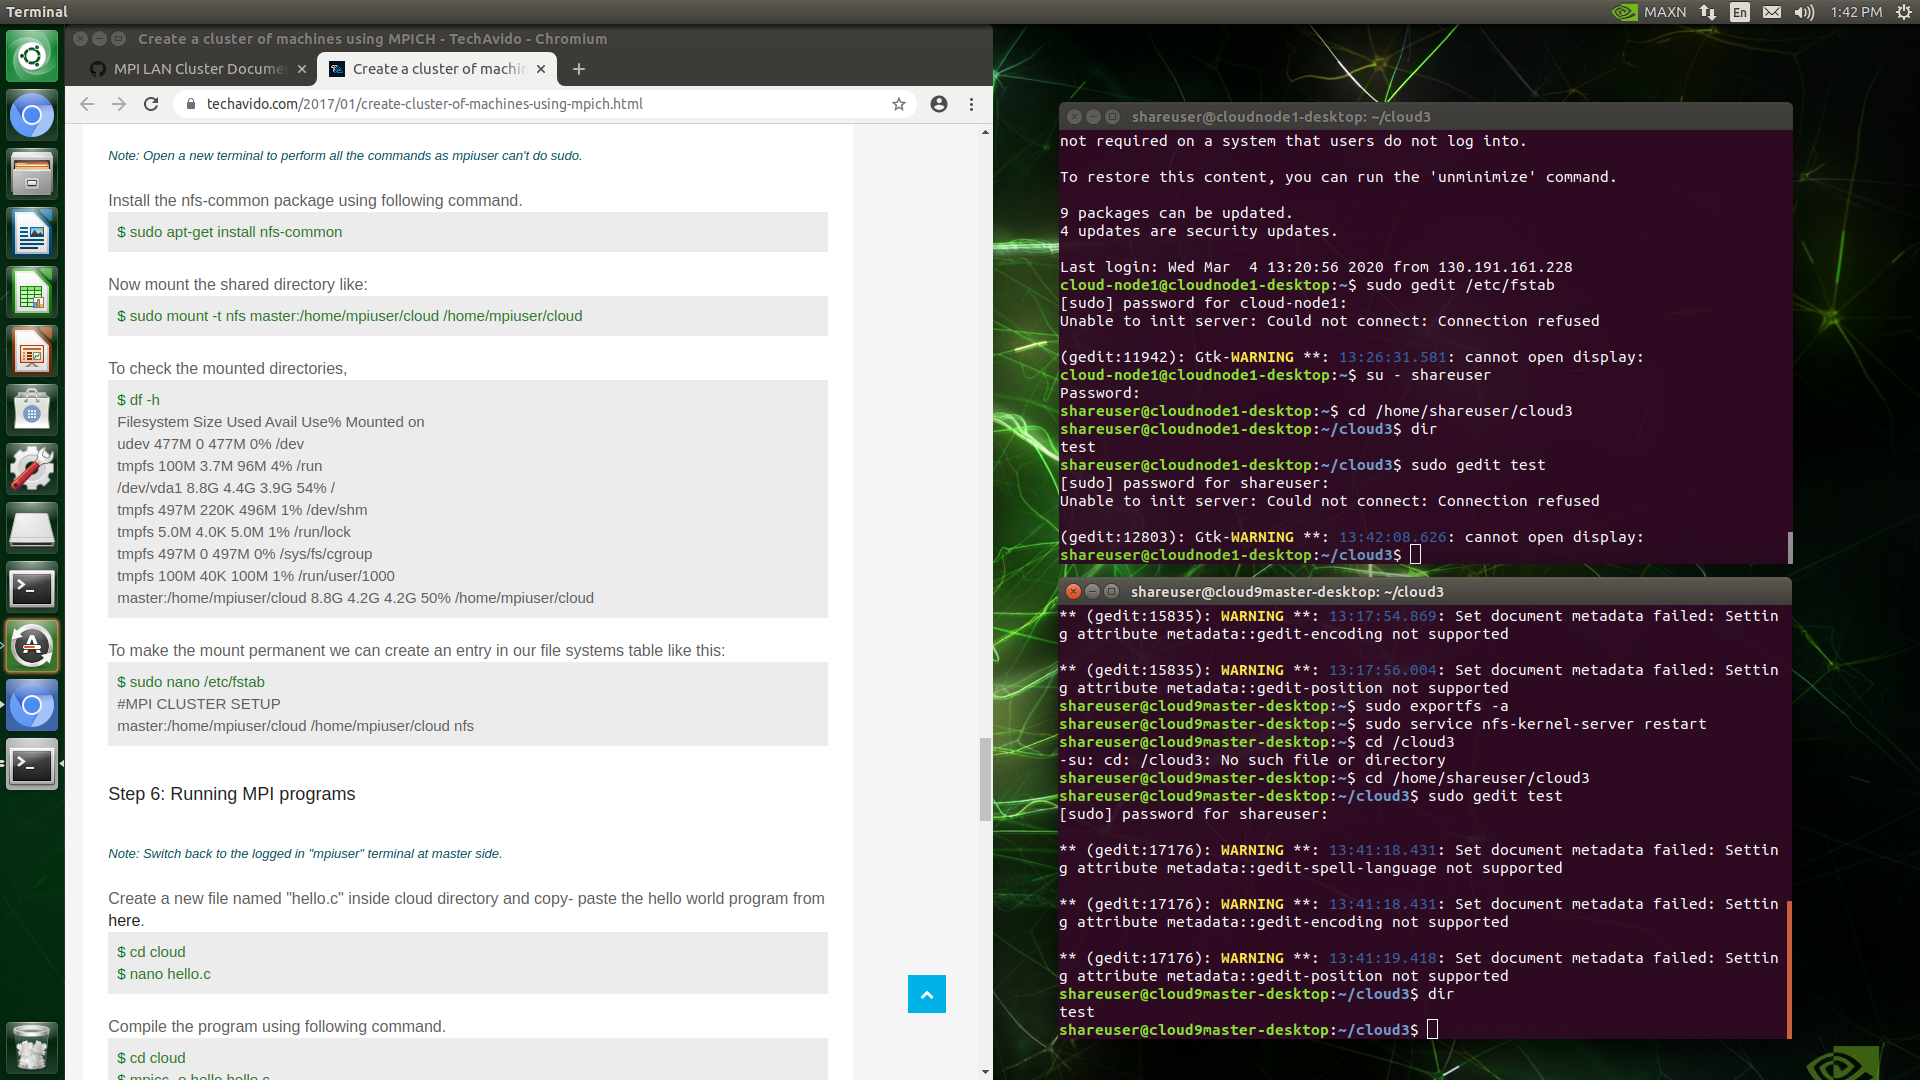 Terminal
MAXN
En
1:42 PM
Create a cluster of machines using MPICH - TechAvido - Chromium
MPI LAN Cluster Docume
Create a cluster of machin
techavido.com/2017/01/create-cluster-of-machines-using-mpich.html
Note: Open a new terminal to perform all the commands as mpiuser can't do sudo.
Install the nfs-common package using following command.
$ sudo apt-get install nfs-common
Now mount the shared directory like:
$ sudo mount -t nfs master:/home/mpiuser/cloud /home/mpiuser/cloud
To check the mounted directories,
$ df -h
Filesystem Size Used Avail Use% Mounted on
udev 477M 0 477M 0% /dev
tmpfs 100M 3.7M 96M 4% /run
/dev/vda1 8.8G 4.4G 3.9G 54% /
tmpfs 497M 220K 496M 1% /dev/shm
tmpfs 5.0M 4.0K 5.0M 1% /run/lock
tmpfs 497M 0 497M 0% /sys/fs/cgroup
tmpfs 100M 40K 100M 1% /run/user/1000
master:/home/mpiuser/cloud 8.8G 4.2G 4.2G 50% /home/mpiuser/cloud
To make the mount permanent we can create an entry in our file systems table like this:
$ sudo nano /etc/fstab
#MPI CLUSTER SETUP
master:/home/mpiuser/cloud /home/mpiuser/cloud nfs
Step 6: Running MPI programs
Note: Switch back to the logged in "mpiuser" terminal at master side.
Create a new file named "hello.c" inside cloud directory and copy- paste the hello world program from
here.
$ cd cloud
$ nano hello.c
Compile the program using following command.
$ cd cloud
$ mpicc -o hello hello.c
shareuser@cloudnode1-desktop: ~/cloud3
not required on a system that users do not log into.
To restore this content, you can run the 'unminimize' command.
9 packages can be updated.
4 updates are security updates.
Last login: Wed Mar  4 13:20:56 2020 from 130.191.161.228
cloud-node1@cloudnode1-desktop:~$ sudo gedit /etc/fstab
[sudo] password for cloud-node1:
Unable to init server: Could not connect: Connection refused
(gedit:11942): Gtk-WARNING **: 13:26:31.581: cannot open display:
cloud-node1@cloudnode1-desktop:~$ su - shareuser
Password:
shareuser@cloudnode1-desktop:~$ cd /home/shareuser/cloud3
shareuser@cloudnode1-desktop:~/cloud3$ dir
test
shareuser@cloudnode1-desktop:~/cloud3$ sudo gedit test
[sudo] password for shareuser:
Unable to init server: Could not connect: Connection refused
(gedit:12803): Gtk-WARNING **: 13:42:08.626: cannot open display:
shareuser@cloudnode1-desktop:~/cloud3$
shareuser@cloud9master-desktop: ~/cloud3
** (gedit:15835): WARNING **: 13:17:54.869: Set document metadata failed: Settin
g attribute metadata::gedit-encoding not supported
** (gedit:15835): WARNING **: 13:17:56.004: Set document metadata failed: Settin
g attribute metadata::gedit-position not supported
shareuser@cloud9master-desktop:~$ sudo exportfs -a
shareuser@cloud9master-desktop:~$ sudo service nfs-kernel-server restart
shareuser@cloud9master-desktop:~$ cd /cloud3
-su: cd: /cloud3: No such file or directory
shareuser@cloud9master-desktop:~$ cd /home/shareuser/cloud3
shareuser@cloud9master-desktop:~/cloud3$ sudo gedit test
[sudo] password for shareuser:
** (gedit:17176): WARNING **: 13:41:18.431: Set document metadata failed: Settin
g attribute metadata::gedit-spell-language not supported
** (gedit:17176): WARNING **: 13:41:18.431: Set document metadata failed: Settin
g attribute metadata::gedit-encoding not supported
** (gedit:17176): WARNING **: 13:41:19.418: Set document metadata failed: Settin
g attribute metadata::gedit-position not supported
shareuser@cloud9master-desktop:~/cloud3$ dir
test
shareuser@cloud9master-desktop:~/cloud3$